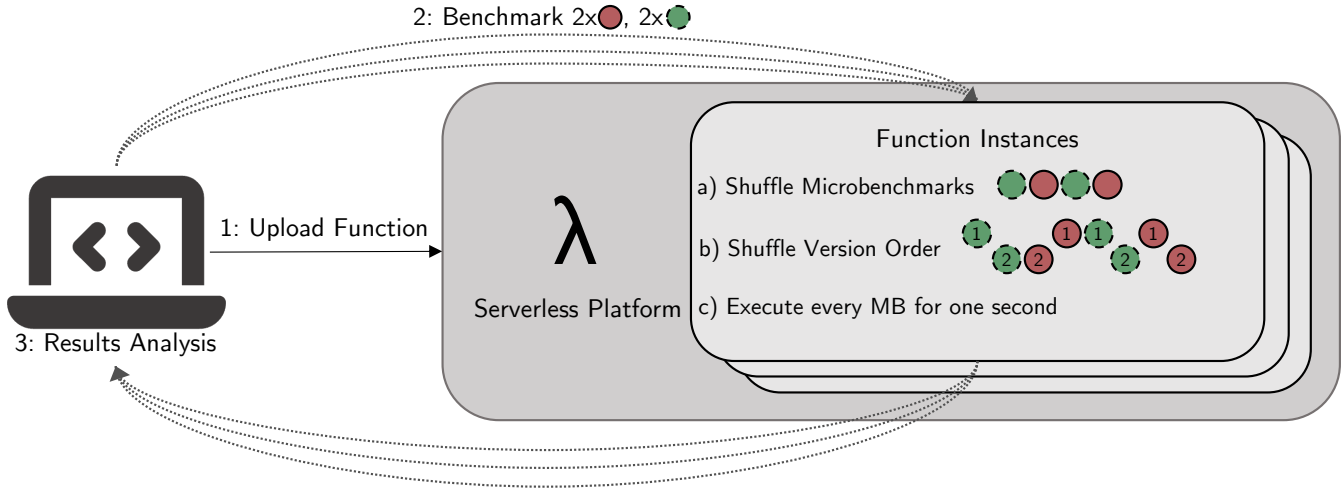 2: Benchmark 2x, 2x
Function Instances
a) Shuffle Microbenchmarks
1: Upload Function
λ
b) Shuffle Version Order
1 1 1 1
2 2 2 2
Serverless Platform
c) Execute every MB for one second
3: Results Analysis